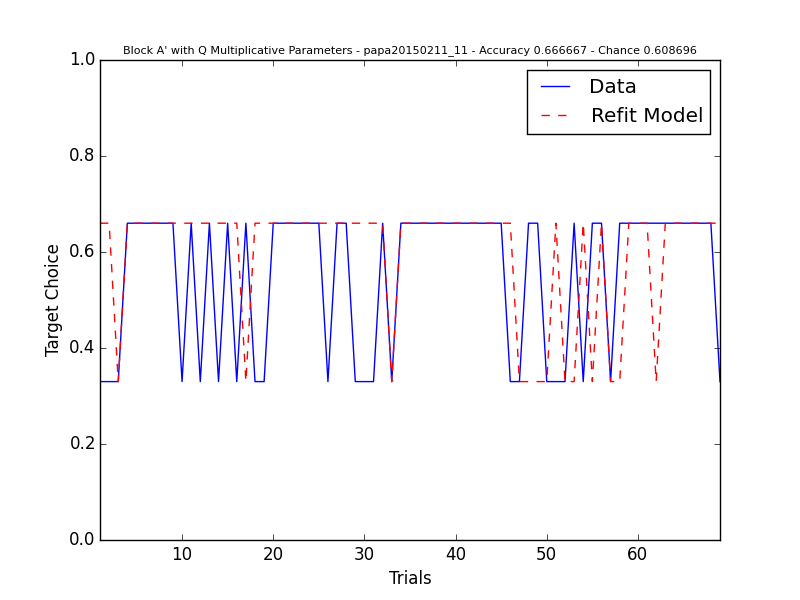 Block A' with Q Multiplicative Parameters - papa20150211_11 - Accuracy 0.666667 - Chance 0.608696
1.0
0.8
0.6
0.4
0.2
0.0
Target Choice
Data
Refit Model
10 20 30 40 50 60
Trials